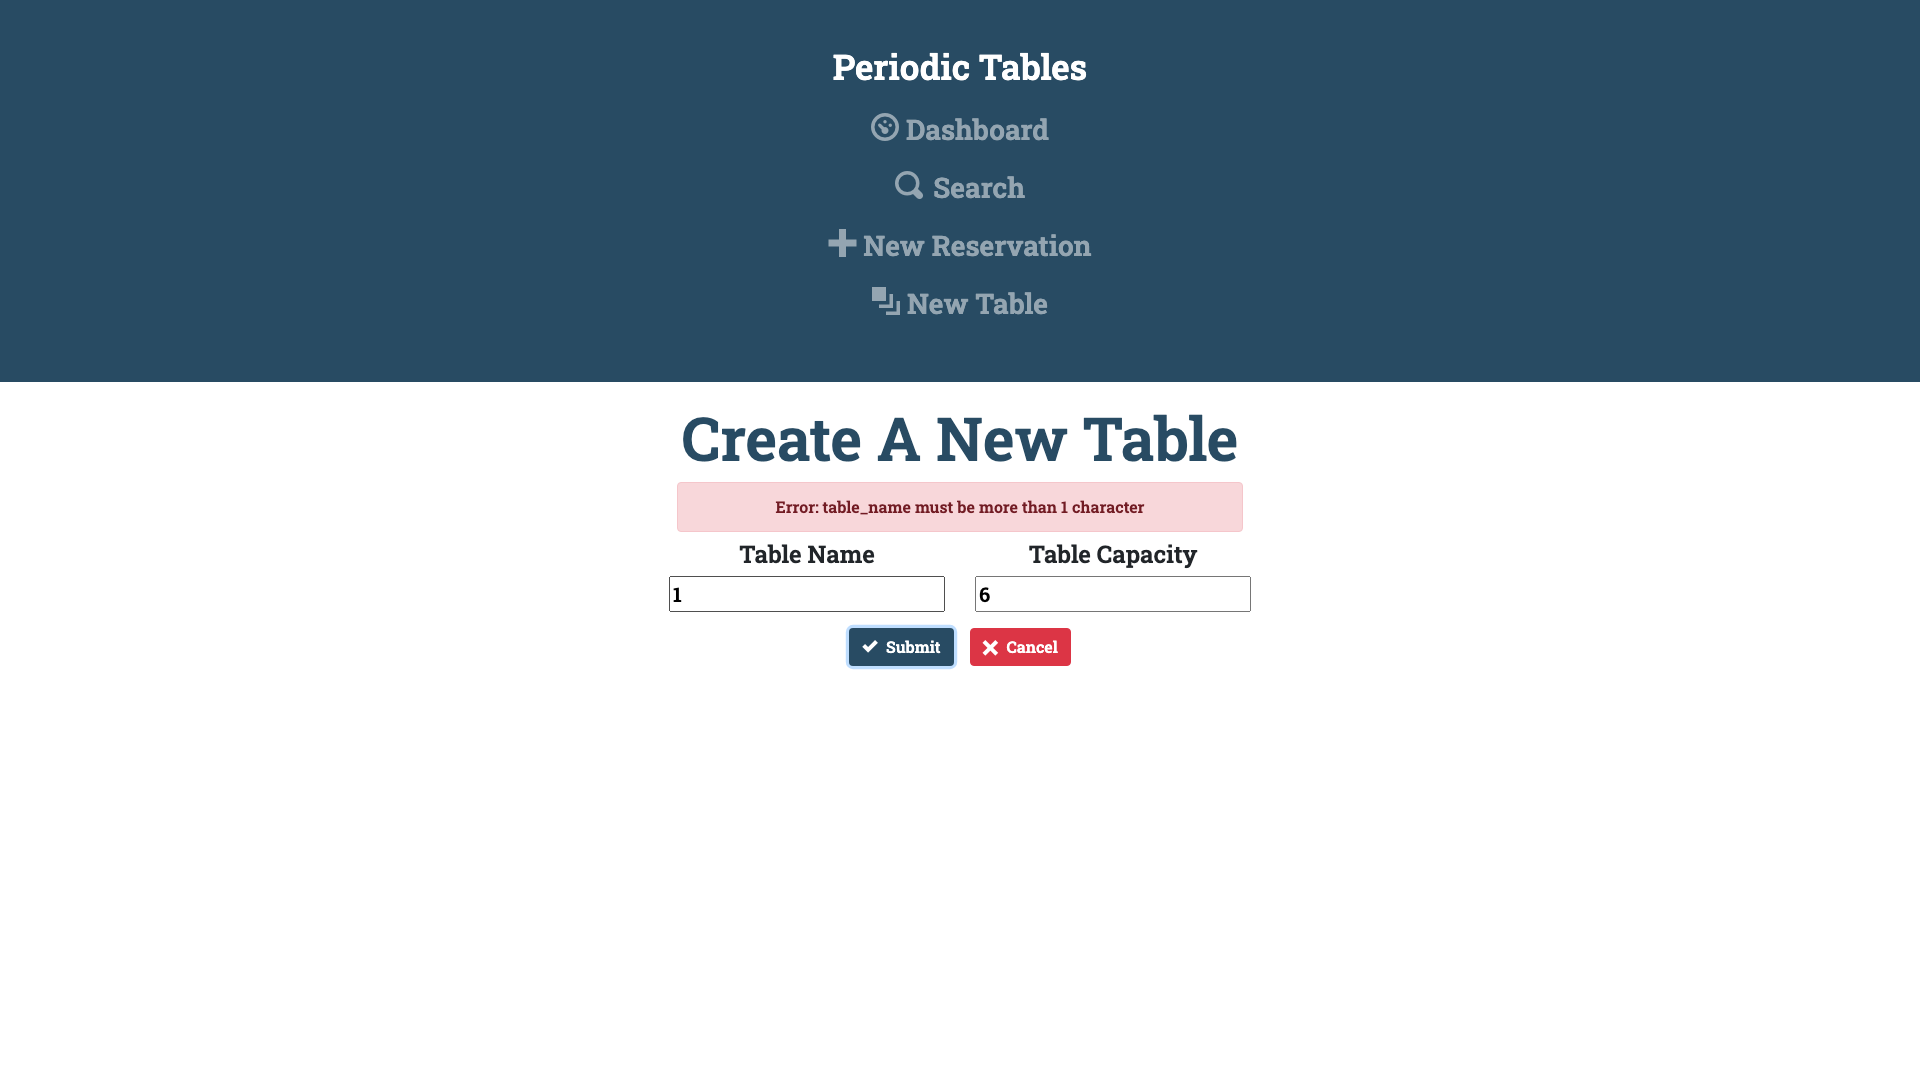 Periodic Tables
Dashboard
Search
New Reservation
New Table
Create A New Table
Error: table_name must be more than 1 character
Table Name
Table Capacity
1
6
Submit
Cancel